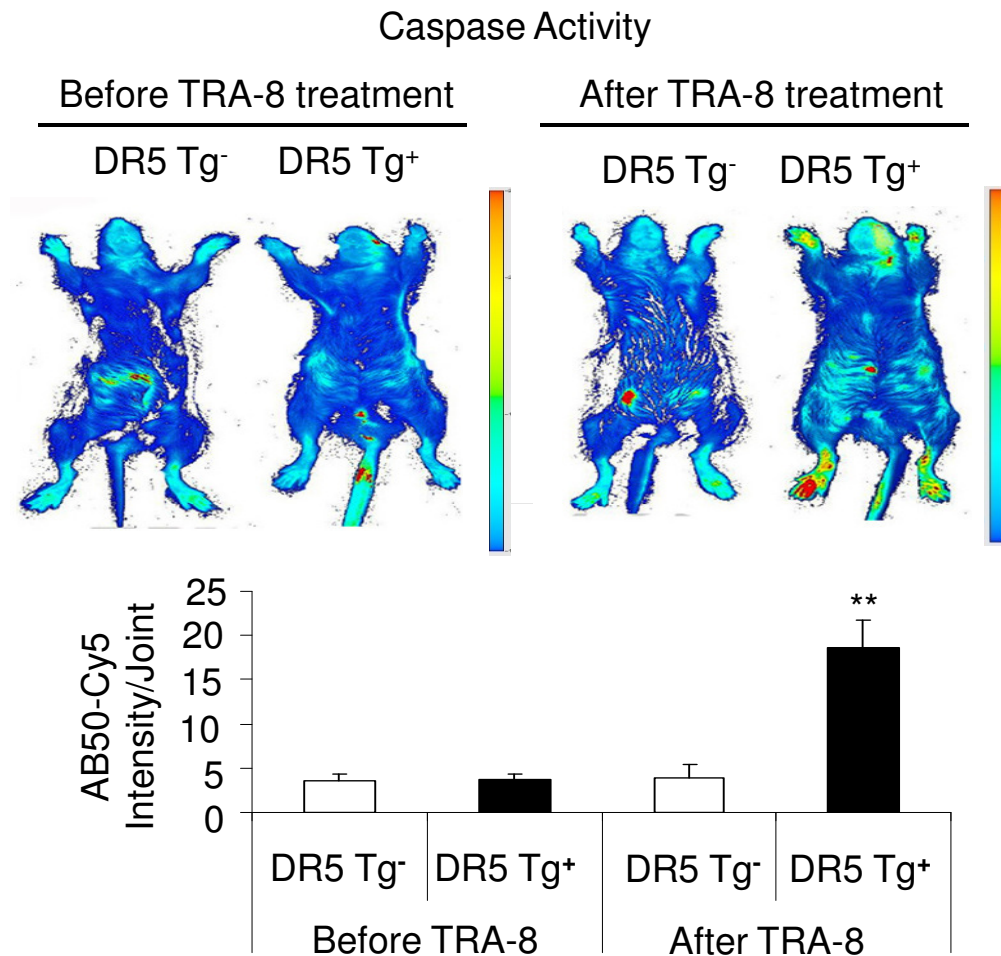 Caspase Activity
Before TRA-8 treatment
After TRA-8 treatment
DR5 Tg⁻
DR5 Tg⁺
DR5 Tg⁻
DR5 Tg⁺
AB50-Cy5
Intensity/Joint
25
20
15
10
5
0
**
DR5 Tg⁻
DR5 Tg⁺
DR5 Tg⁻
DR5 Tg⁺
Before TRA-8
After TRA-8